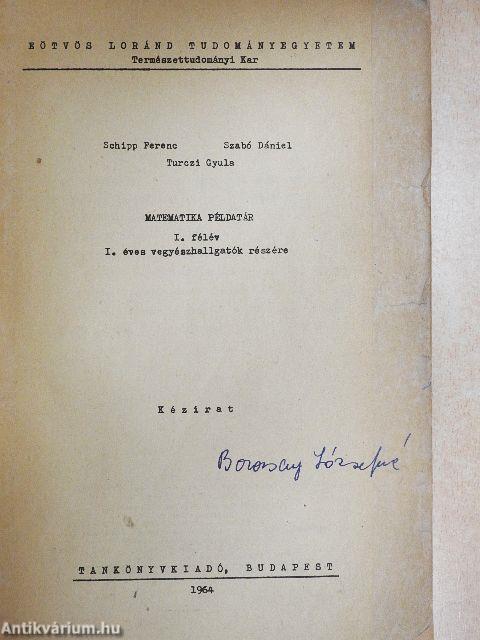 EÖTVÖS LORÁND TUDOMÁNYEGYETEM
Természettudományi Kar
Schipp Ferenc Szabó Dániel
Turczi Gyula
MATEMATIKA PÉLDATÁR
I. félév
I. éves vegyészhallgatók részére
Kézirat
Józsefné
TANKÖNYVKIADÓ, BUDAPEST
1964
Antikvárium.hu